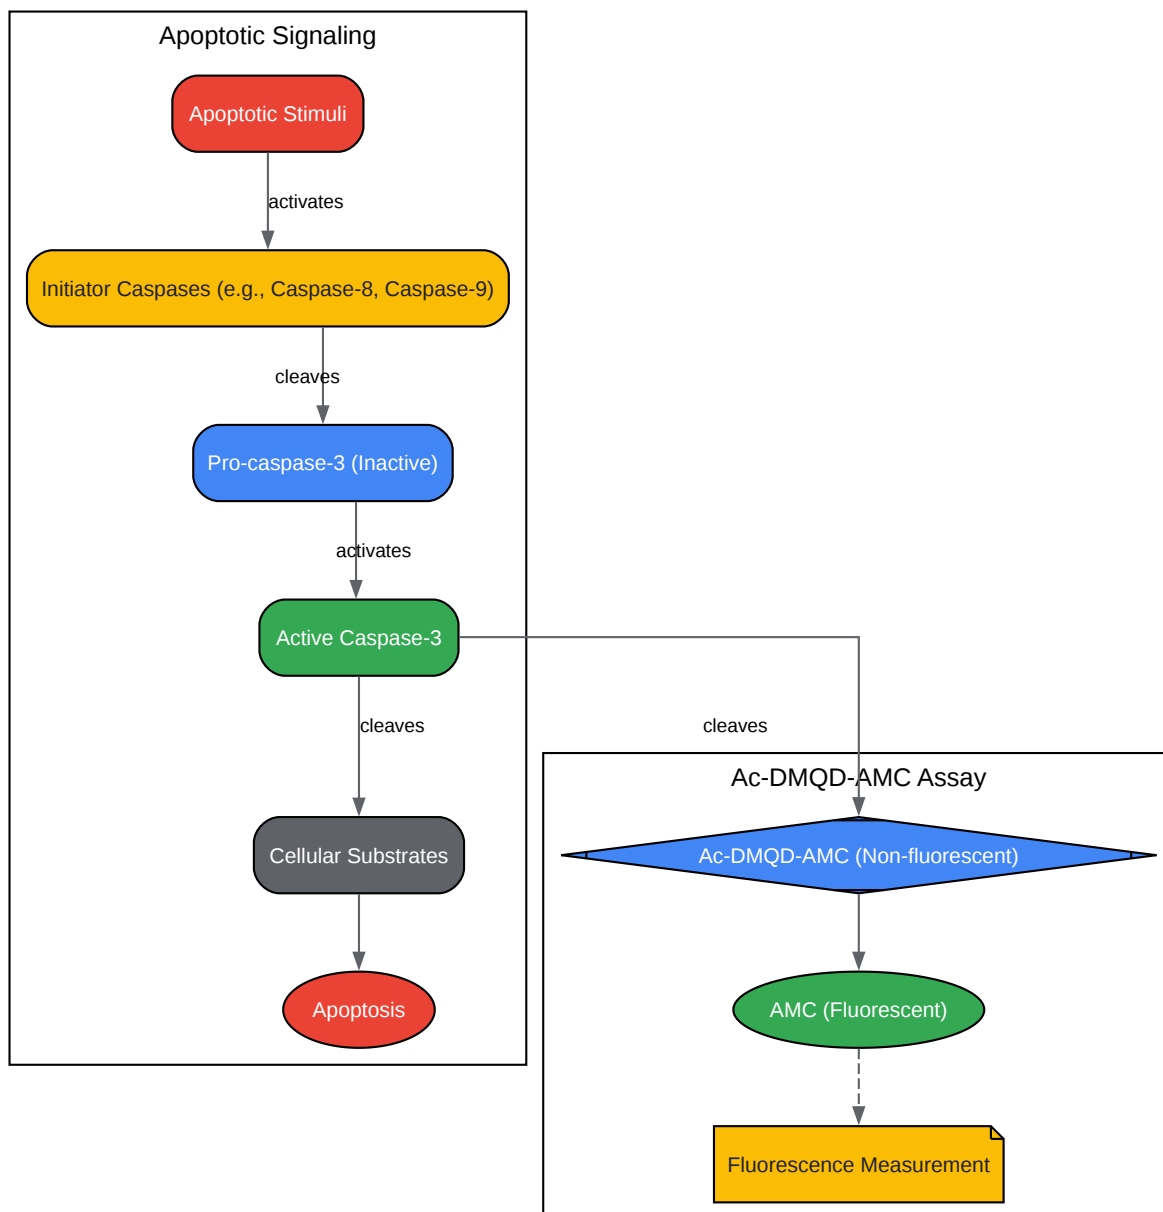 Apoptotic Signaling
Apoptotic Stimuli
activates
Initiator Caspases (e.g., Caspase-8, Caspase-9)
cleaves
Pro-caspase-3 (Inactive)
activates
Active Caspase-3
cleaves
Cellular Substrates
Apoptosis
cleaves
Ac-DMQD-AMC Assay
Ac-DMQD-AMC (Non-fluorescent)
AMC (Fluorescent)
Fluorescence Measurement